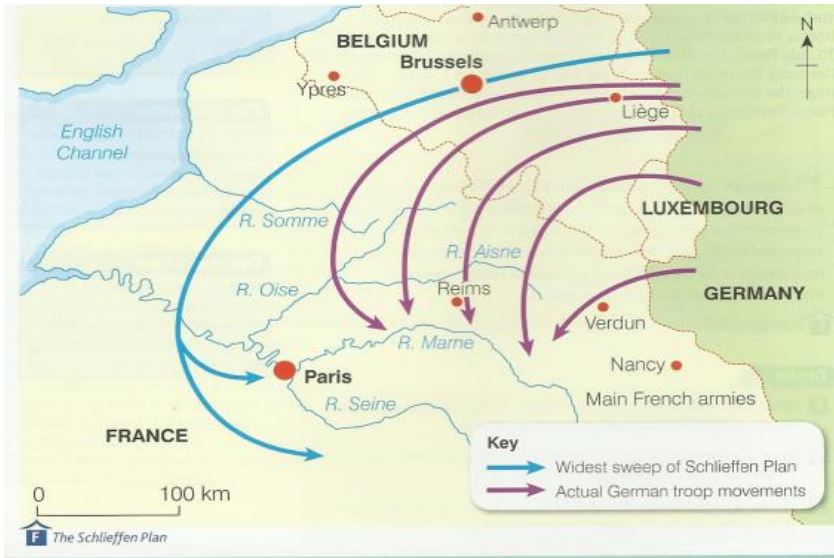 Antwerp
N
BELGIUM
Brussels
Ypres
Liège
English
Channel
R. Somme
LUXEMBOURG
R. Aisne
R. Oise
Reims
GERMANY
Verdun
R. Marne
Nancy
Paris
Main French armies
R. Seine
FRANCE
Key
Widest sweep of Schlieffen Plan
Actual German troop movements
0 100 km
F The Schlieffen Plan